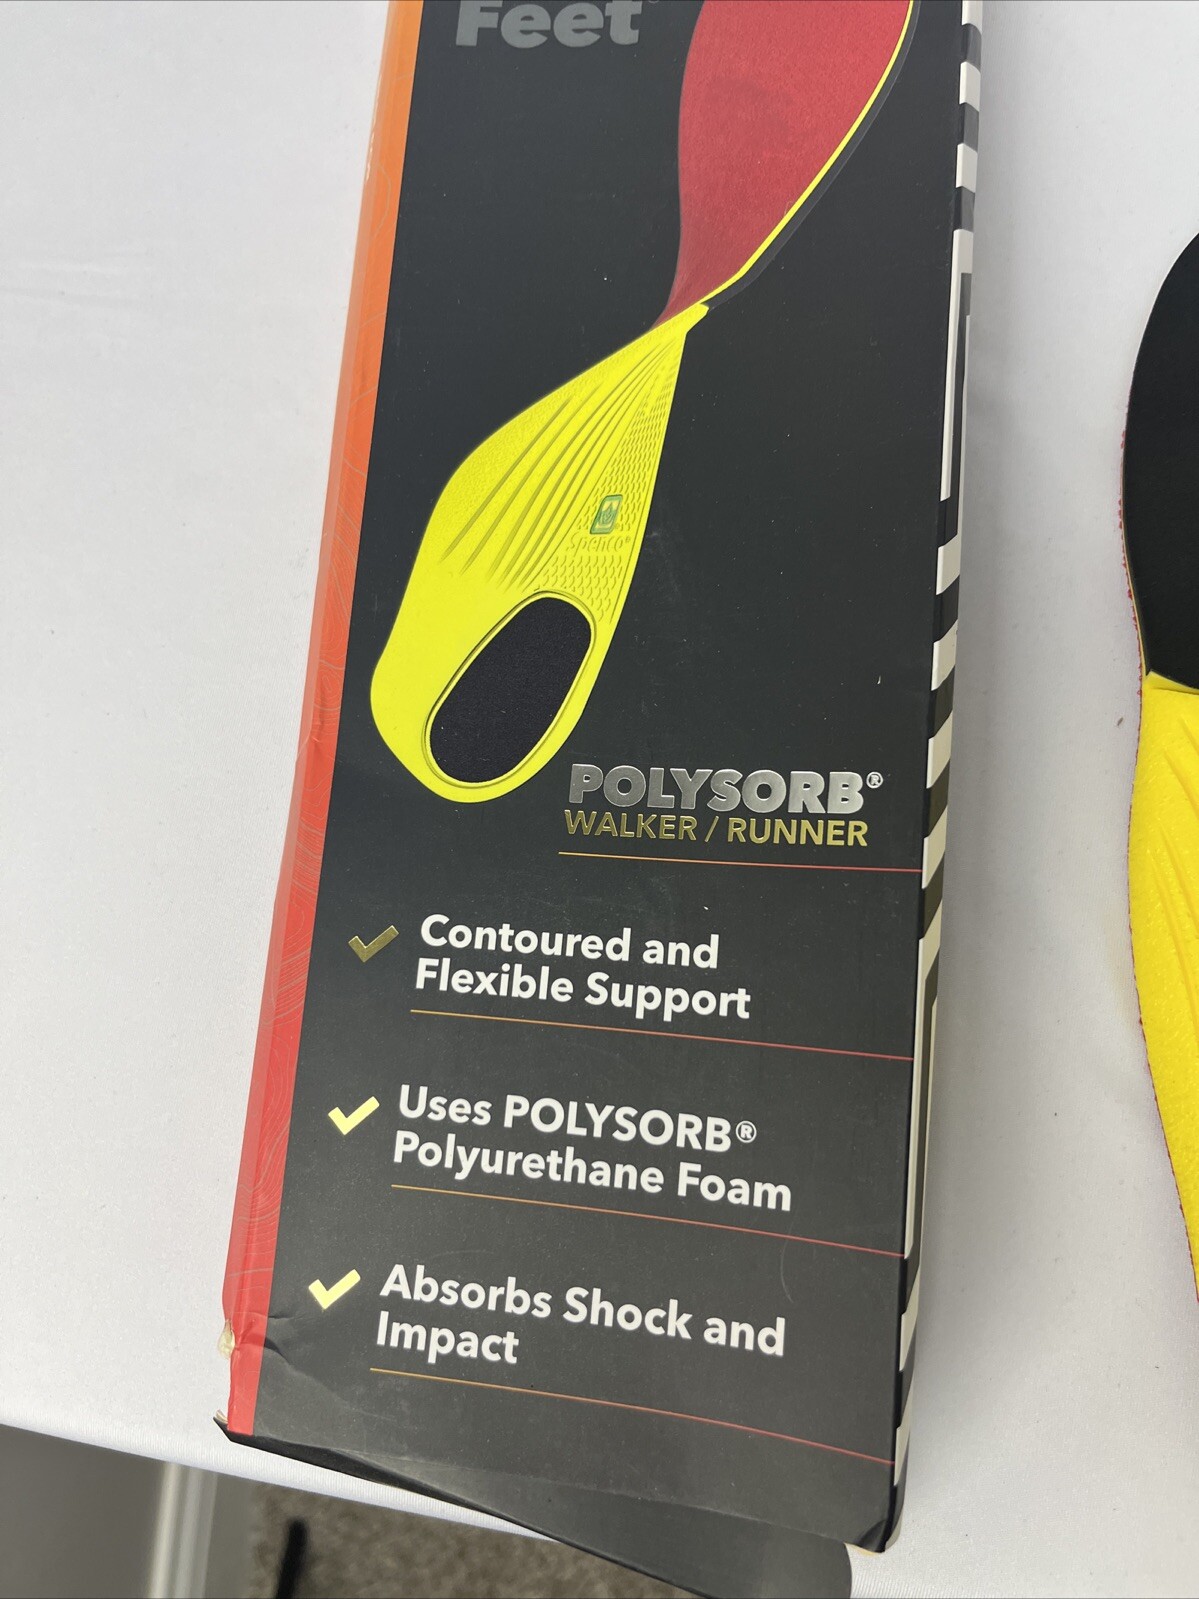 Feet®
spenco®
POLYSORB®
WALKER / RUNNER
Contoured and
Flexible Support
Uses POLYSORB®
Polyurethane Foam
Absorbs Shock and
Impact